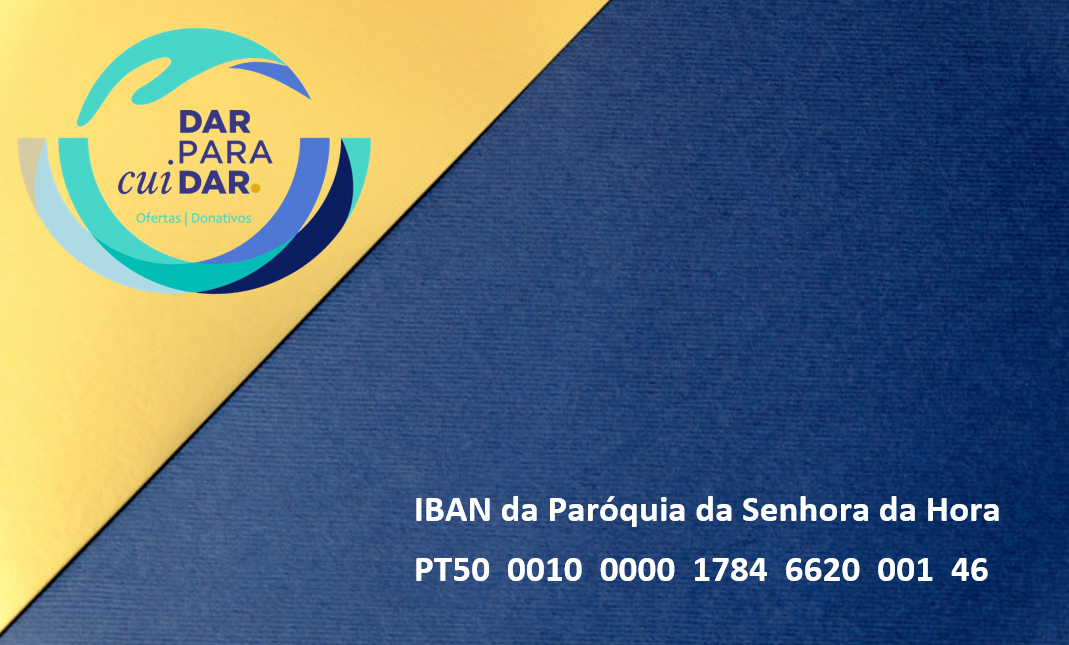 DAR
.PARA
cuiDAR.
Ofertas | Donativos
IBAN da Paróquia da Senhora da Hora
PT50 0010 0000 1784 6620 001 46